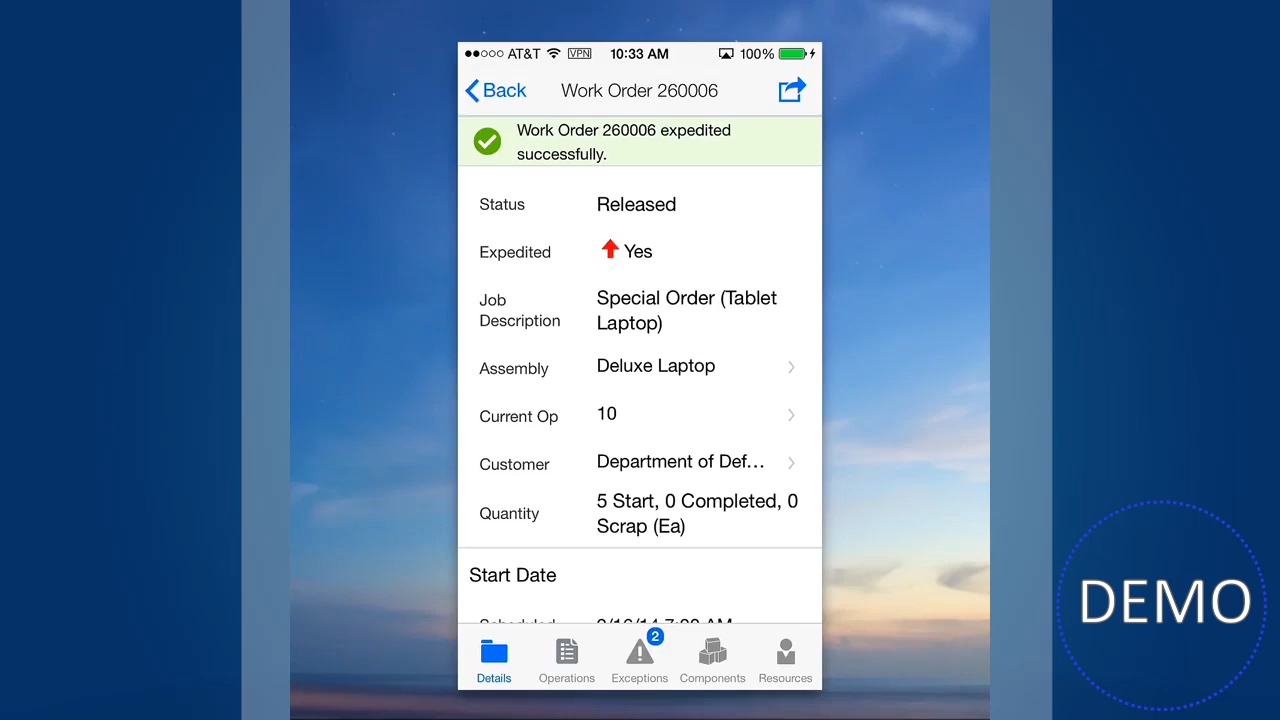 AT&T VPN 10:33 AM 100%
Back Work Order 260006
Work Order 260006 expedited
successfully.
Status Released
Expedited Yes
Job Description Special Order (Tablet
Laptop)
Assembly Deluxe Laptop
Current Op 10
Customer Department of Def...
Quantity 5 Start, 0 Completed, 0
Scrap (Ea)
Start Date
2
Details Operations Exceptions Components Resources
DEMO